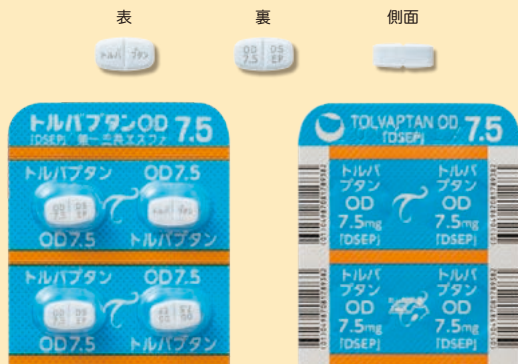 表 裏 側面
トルバ プタン
OD DS
7.5 EP
トルバプタンOD 7.5
「DSEP」 第一三共エスファ
トルバプタン OD7.5
OD7.5 トルバプタン
トルバプタン OD7.5
OD7.5 トルバプタン
TOLVAPTAN OD 7.5
「DSEP」
トルバ トルバ
プタン プタン
OD OD
7.5mg 7.5mg
「DSEP」 「DSEP」
トルバ トルバ
プタン プタン
OD OD
7.5mg 7.5mg
「DSEP」 「DSEP」